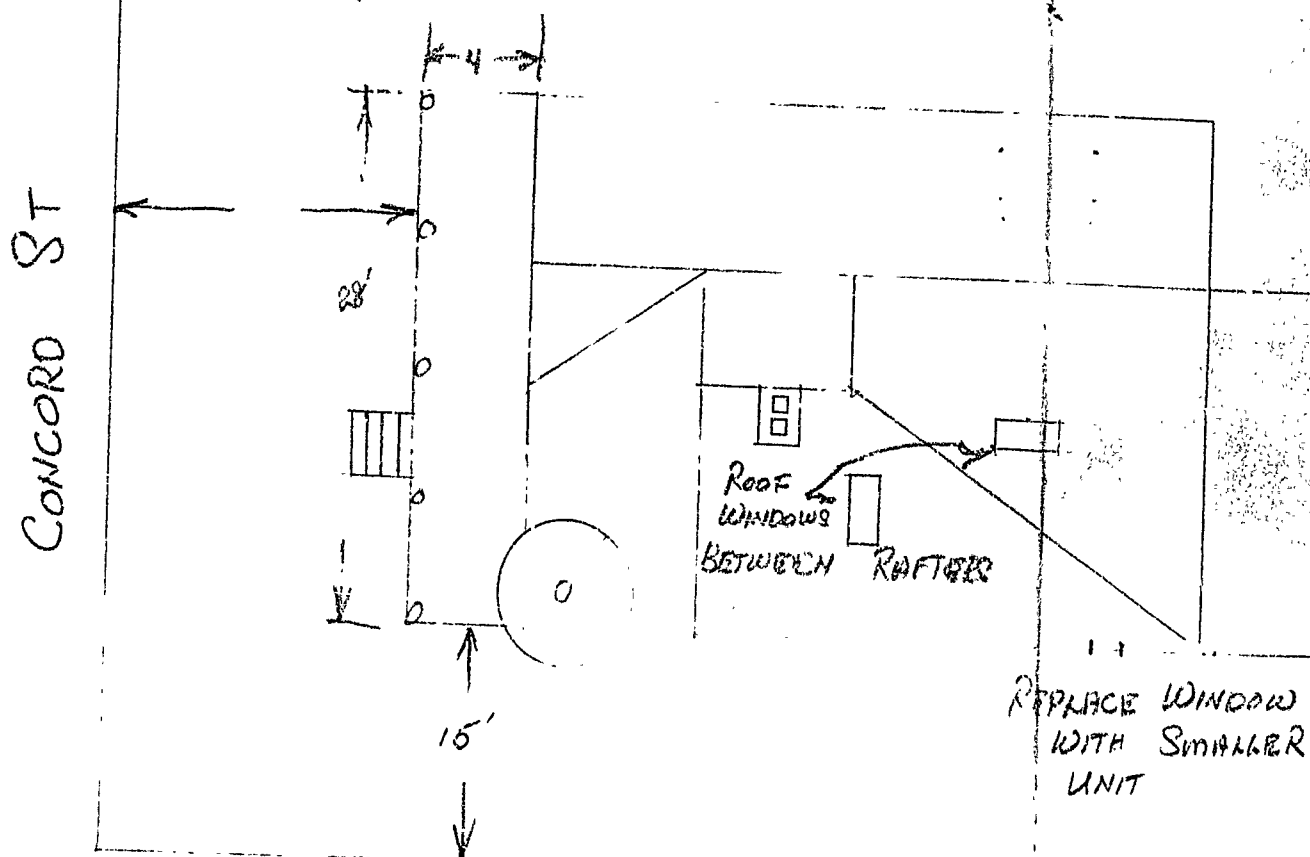 4
CONCORD ST
28'
ROOF
WINDOWS
BETWEEN RAFTERS
15'
REPLACE WINDOW
WITH SMALLER
UNIT